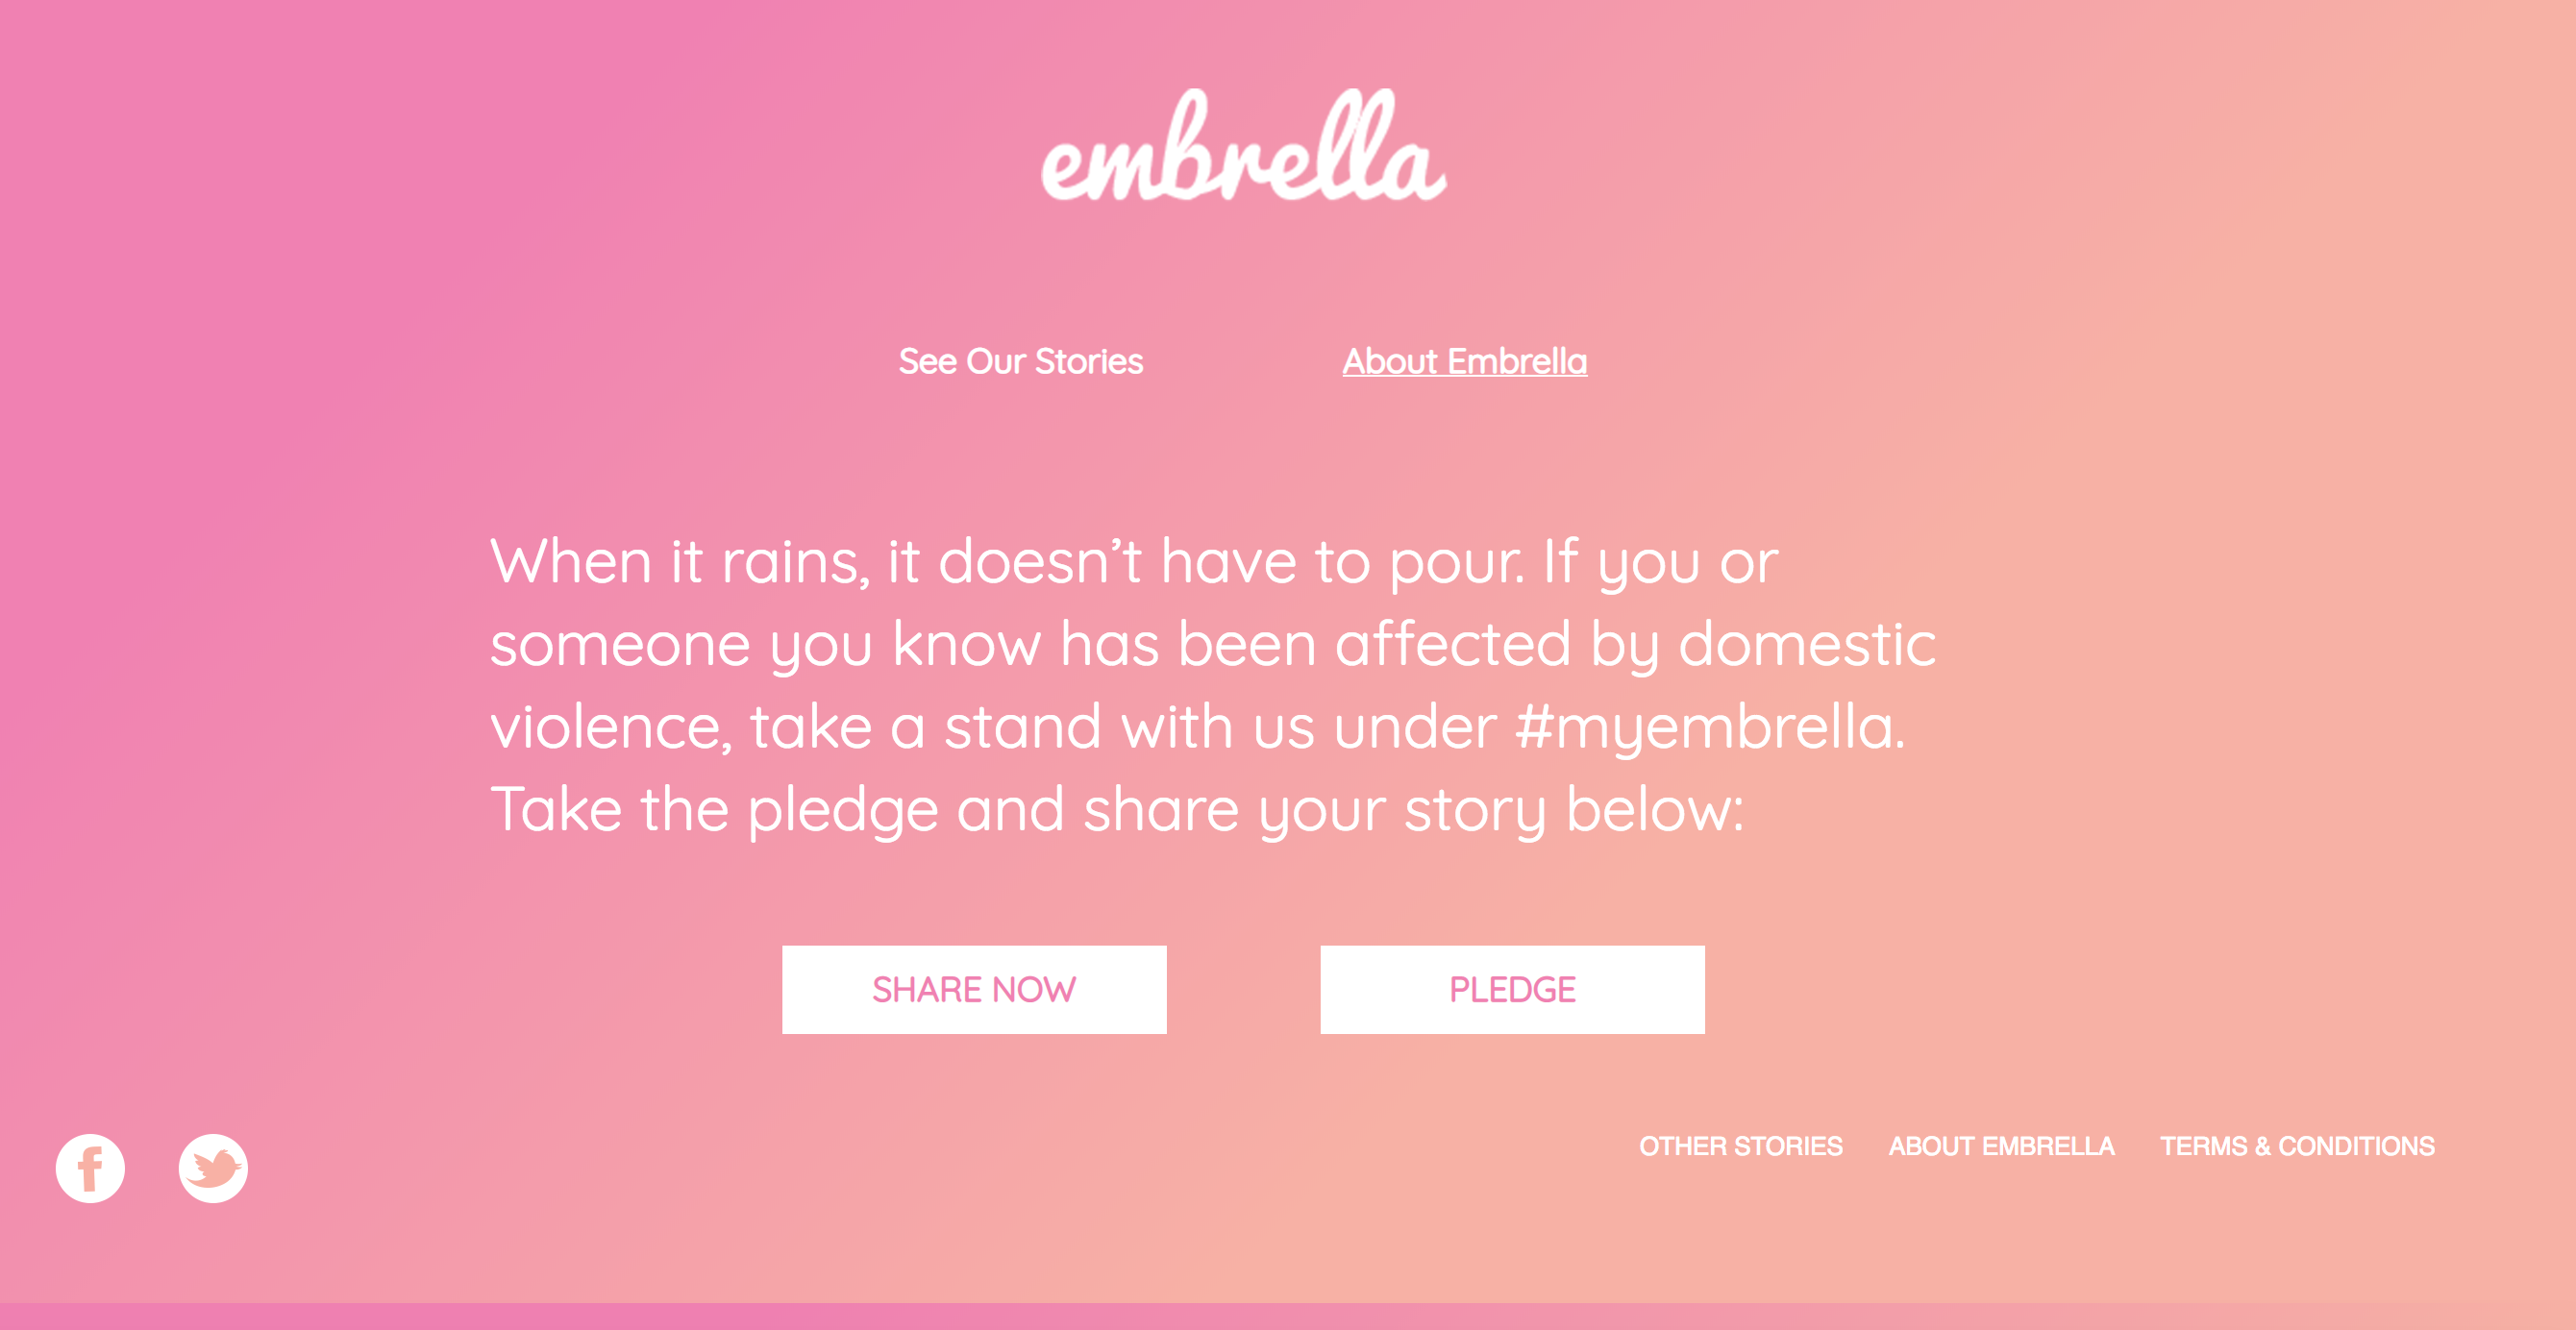 embrella
See Our Stories
About Embrella
When it rains, it doesn’t have to pour. If you or
someone you know has been affected by domestic
violence, take a stand with us under #myembrella.
Take the pledge and share your story below:
SHARE NOW
PLEDGE
OTHER STORIES
ABOUT EMBRELLA
TERMS & CONDITIONS